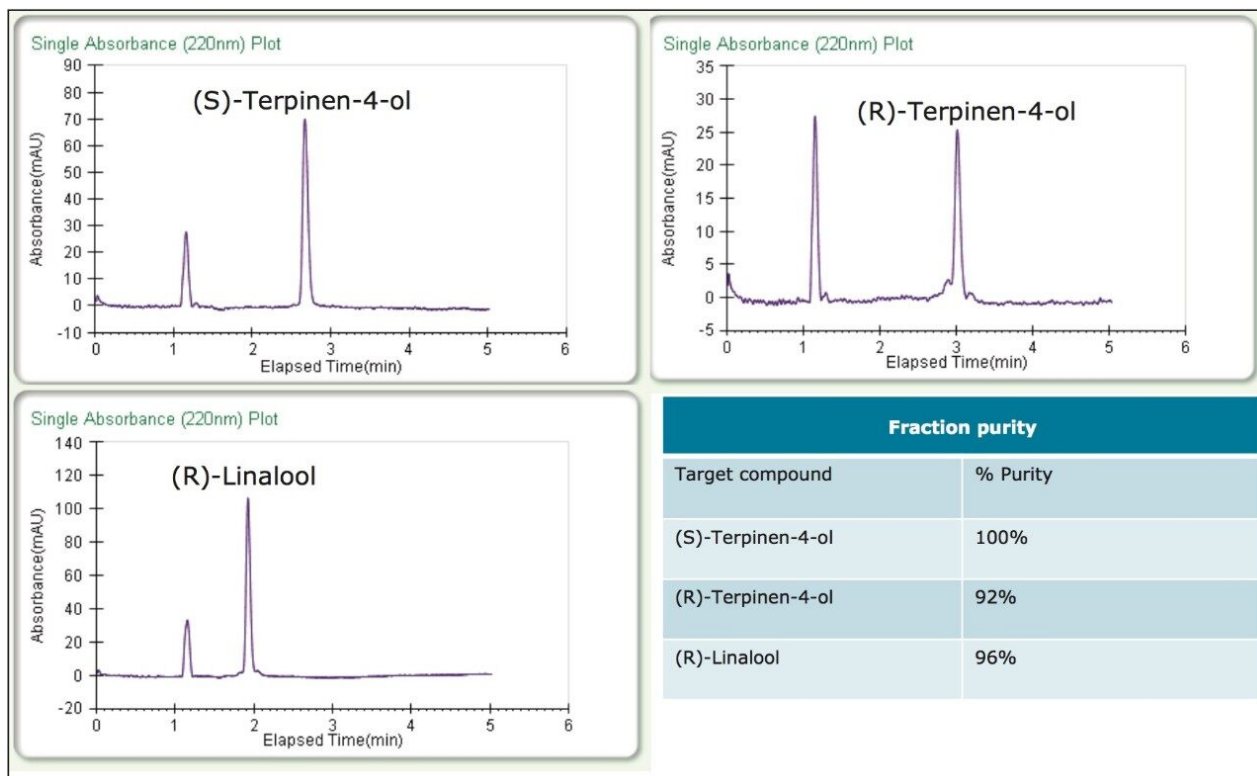 Single Absorbance (220nm) Plot
(S)-Terpinen-4-ol
Absorbance(mAU)
90
80
70
60
50
40
30
20
10
0
-10
0 1 2 3 4 5 6
Elapsed Time(min)
Single Absorbance (220nm) Plot
(R)-Terpinen-4-ol
Absorbance(mAU)
35
30
25
20
15
10
5
0
-5
0 1 2 3 4 5 6
Elapsed Time(min)
Single Absorbance (220nm) Plot
(R)-Linalool
Absorbance(mAU)
140
120
100
80
60
40
20
0
-20
0 1 2 3 4 5 6
Elapsed Time(min)
Fraction purity
Target compound % Purity
(S)-Terpinen-4-ol 100%
(R)-Terpinen-4-ol 92%
(R)-Linalool 96%